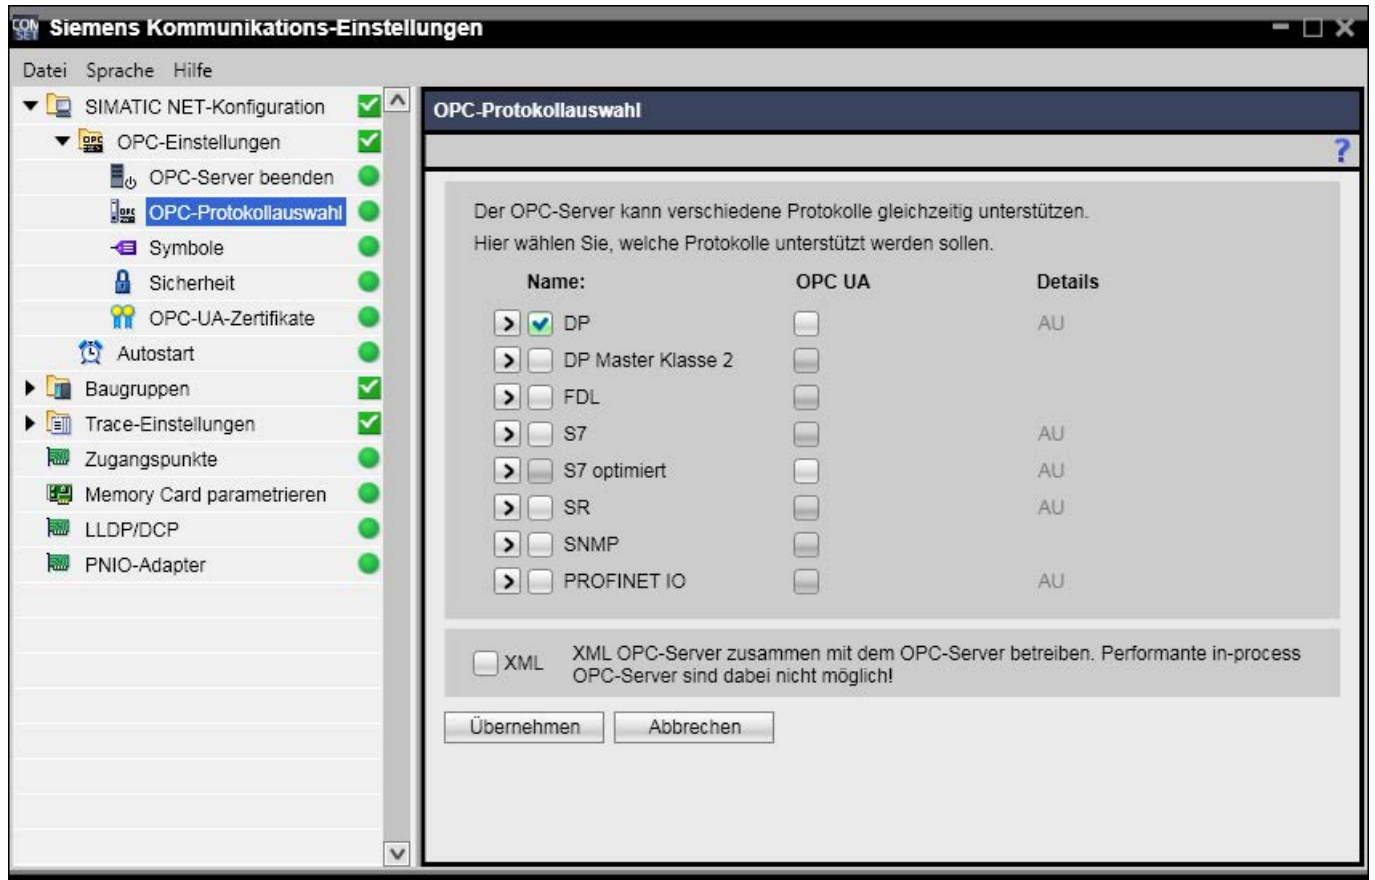 Siemens Kommunikations-Einstellungen
Datei Sprache Hilfe
SIMATIC NET-Konfiguration
OPC-Einstellungen
OPC-Server beenden
OPC-Protokollauswahl
Symbole
Sicherheit
OPC-UA-Zertifikate
Autostart
Baugruppen
Trace-Einstellungen
Zugangspunkte
Memory Card parametrieren
LLDP/DCP
PNIO-Adapter
OPC-Protokollauswahl
?
Der OPC-Server kann verschiedene Protokolle gleichzeitig unterstützen.
Hier wählen Sie, welche Protokolle unterstützt werden sollen.
Name: OPC UA Details
DP AU
DP Master Klasse 2
FDL
S7 AU
S7 optimiert AU
SR AU
SNMP
PROFINET IO AU
XML
XML OPC-Server zusammen mit dem OPC-Server betreiben. Performante in-process
OPC-Server sind dabei nicht möglich!
Übernehmen Abbrechen